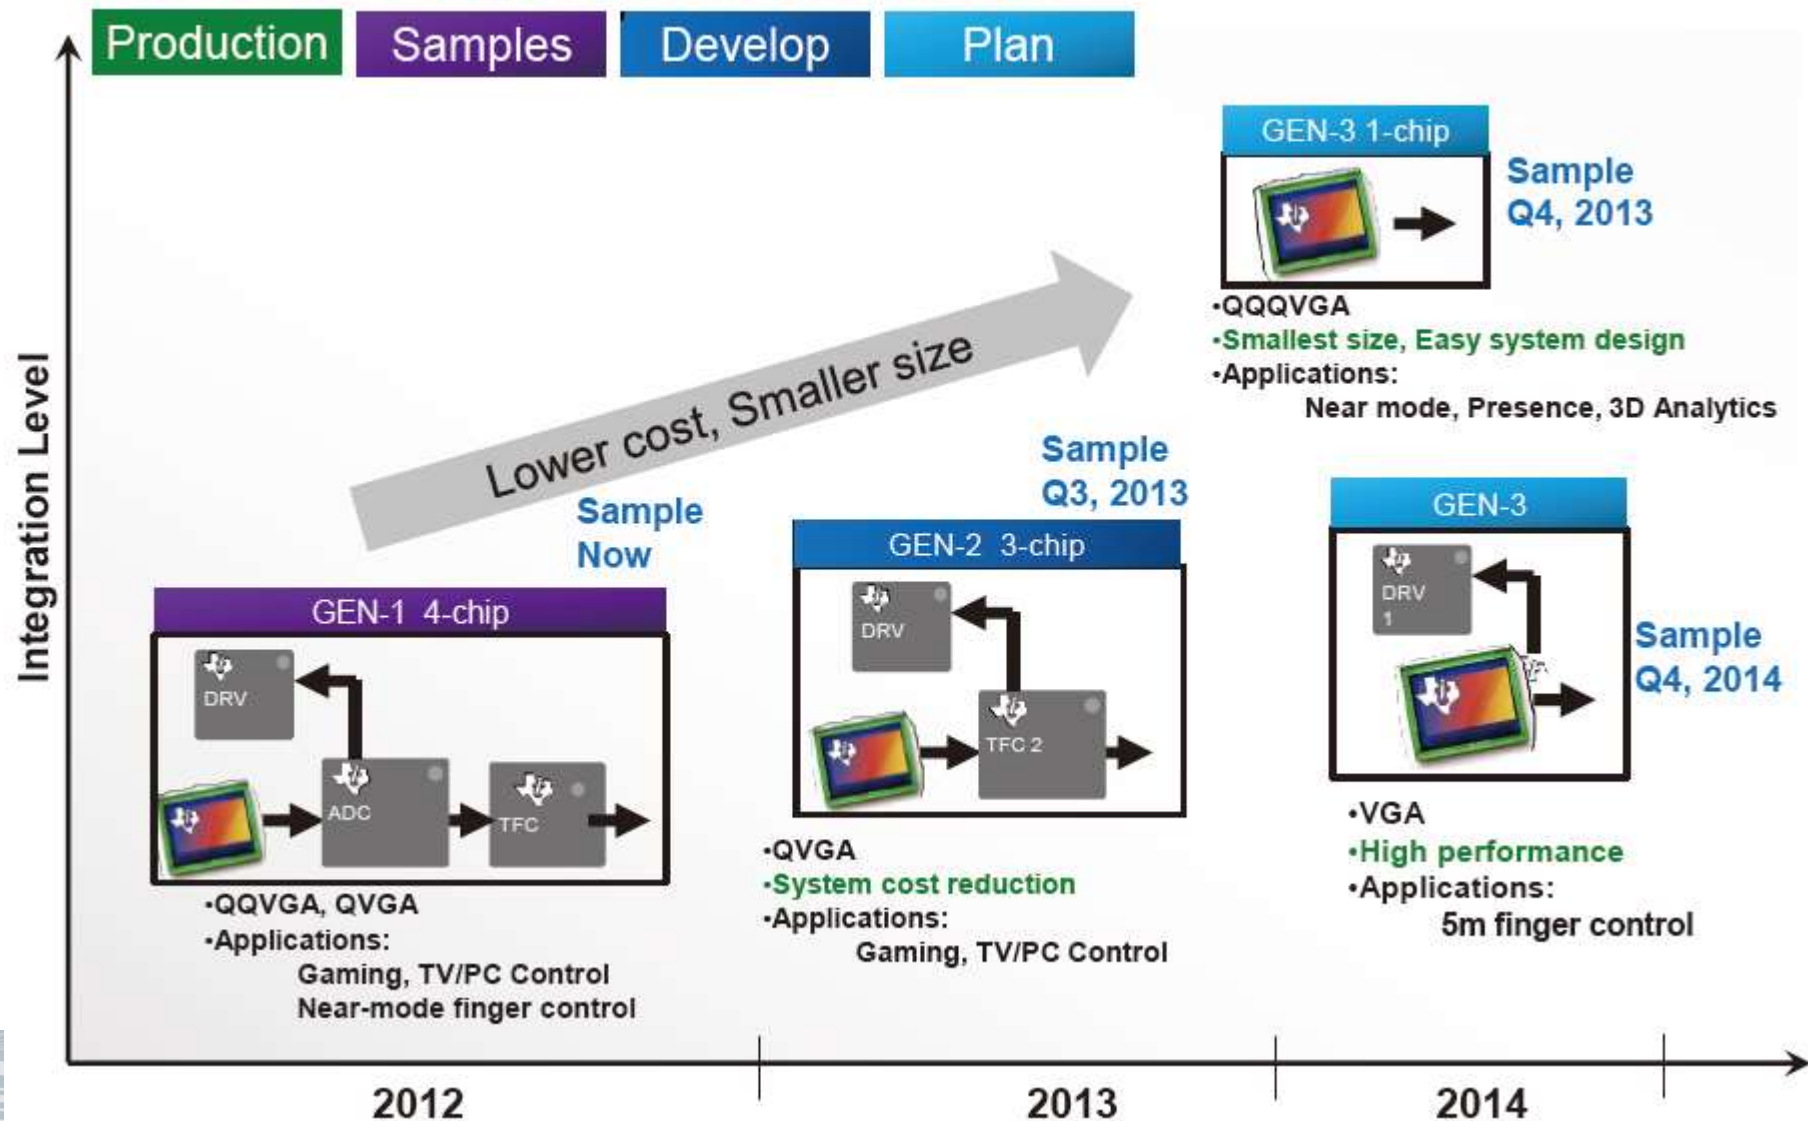 Production
Samples
Develop
Plan
Integration Level
Lower cost, Smaller size
GEN-1 4-chip
Sample
Now
DRV
ADC
TFC
•QQVGA, QVGA
•Applications:
Gaming, TV/PC Control
Near-mode finger control
GEN-2 3-chip
Sample
Q3, 2013
DRV
TFC 2
•QVGA
•System cost reduction
•Applications:
Gaming, TV/PC Control
GEN-3 1-chip
Sample
Q4, 2013
•QQQVGA
•Smallest size, Easy system design
•Applications:
Near mode, Presence, 3D Analytics
GEN-3
DRV
1
Sample
Q4, 2014
•VGA
•High performance
•Applications:
5m finger control
2012
2013
2014